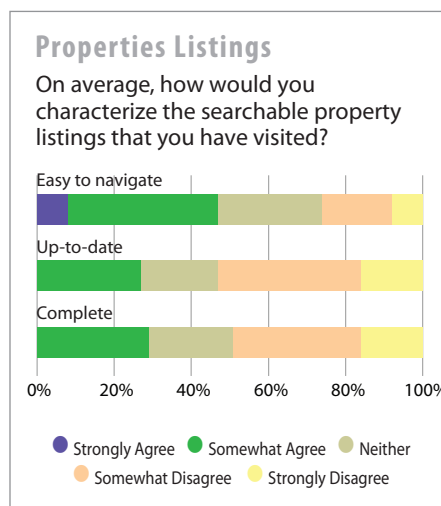 Properties Listings
On average, how would you
characterize the searchable property
listings that you have visited?
Easy to navigate
Up-to-date
Complete
0% 20% 40% 60% 80% 100%
Strongly Agree Somewhat Agree Neither
Somewhat Disagree Strongly Disagree